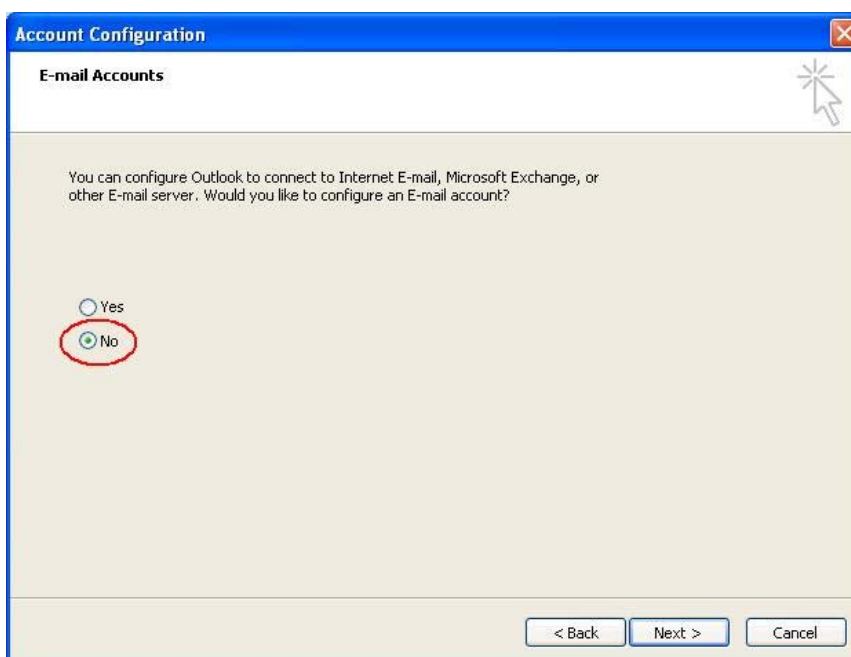 Account Configuration
E-mail Accounts
You can configure Outlook to connect to Internet E-mail, Microsoft Exchange, or
other E-mail server. Would you like to configure an E-mail account?
Yes
No
< Back Next > Cancel